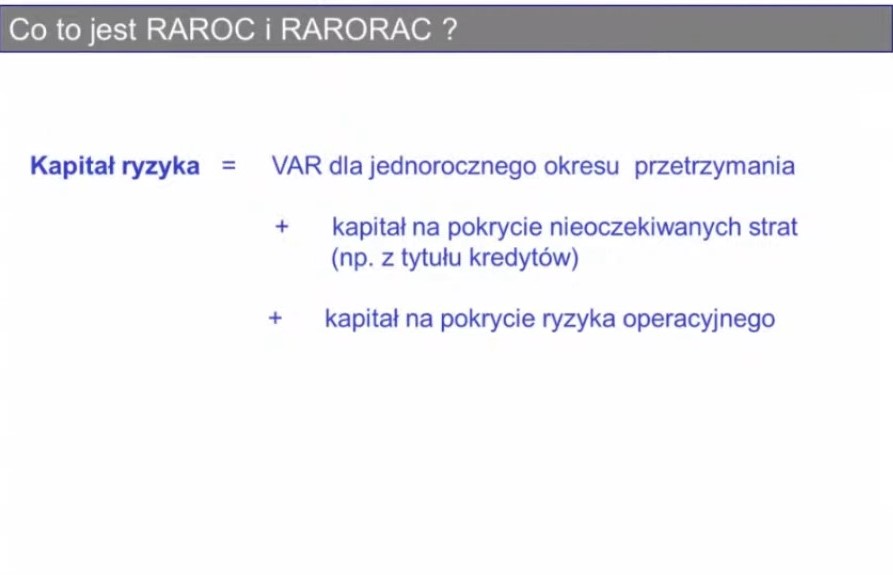 Co to jest RAROC i RARORAC ?
Kapitał ryzyka = VAR dla jednorocznego okresu przetrzymania
+ kapitał na pokrycie nieoczekiwanych strat
(np. z tytułu kredytów)
+ kapitał na pokrycie ryzyka operacyjnego